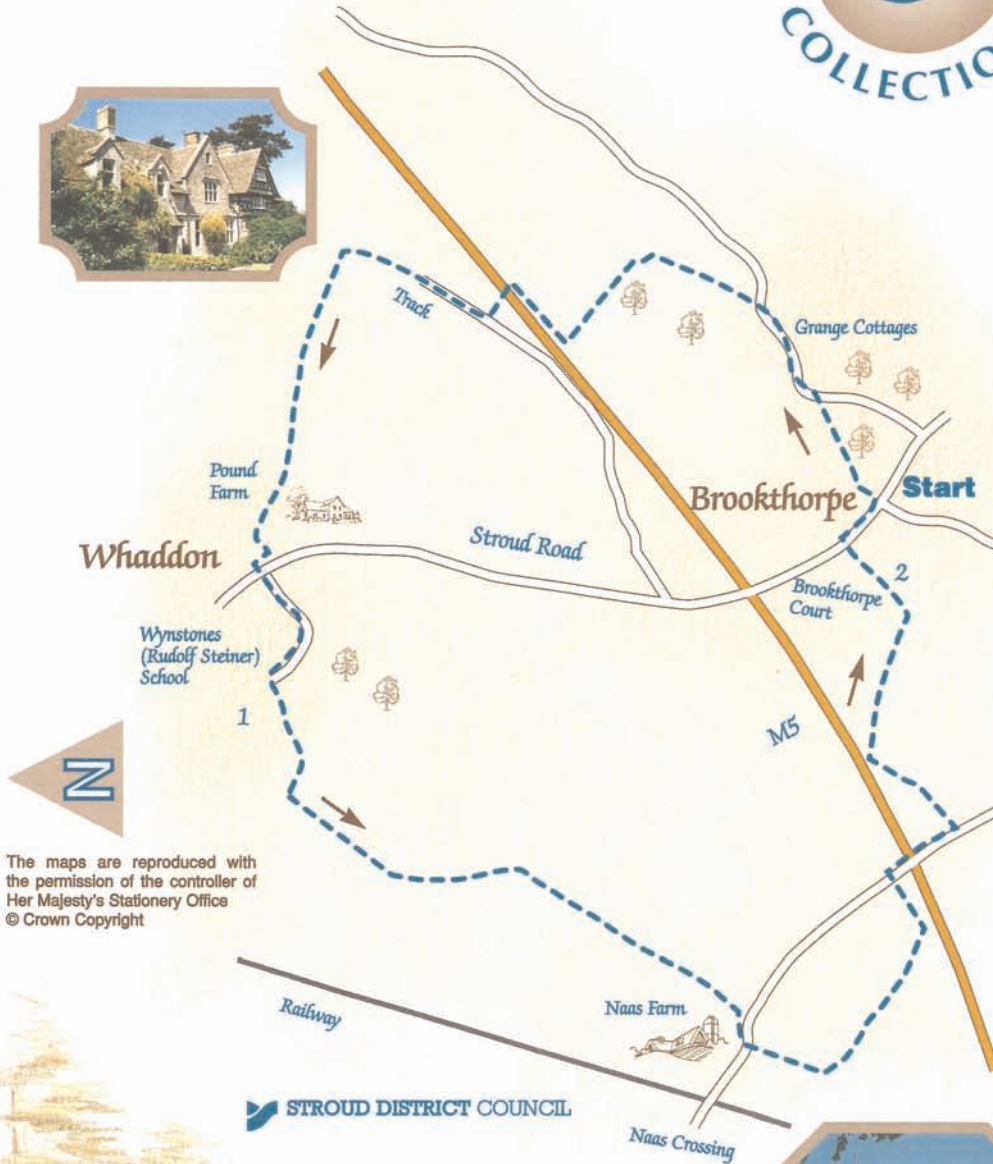 COLLECTIO
Track
Grange Cottages
Pound
Farm
Brookthorpe
Start
Whaddon
Stroud Road
2
Brookthorpe
Court
Wynstones
(Rudolf Steiner)
School
1
M5
N
The maps are reproduced with
the permission of the controller of
Her Majesty's Stationery Office
© Crown Copyright
Railway
Naas Farm
STROUD DISTRICT COUNCIL
Naas Crossing